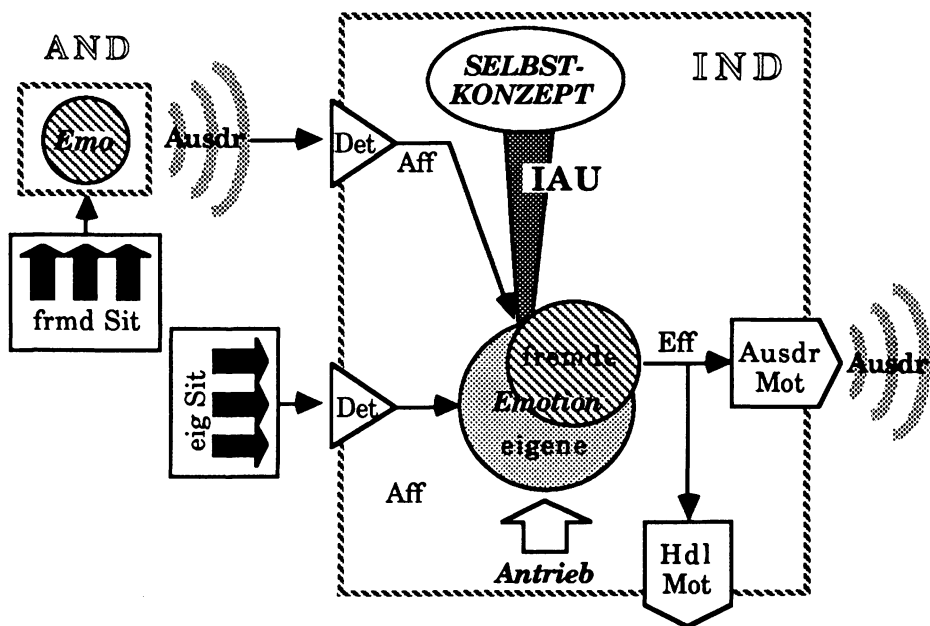 AND
IND
SELBST-
KONZEPT
Emo
Ausdr
Det
Aff
IAU
frmd Sit
eig Sit
Det
fremde
Emotion
eigene
Eff
Ausdr
Mot
Ausdr
Aff
Antrieb
Hdl
Mot